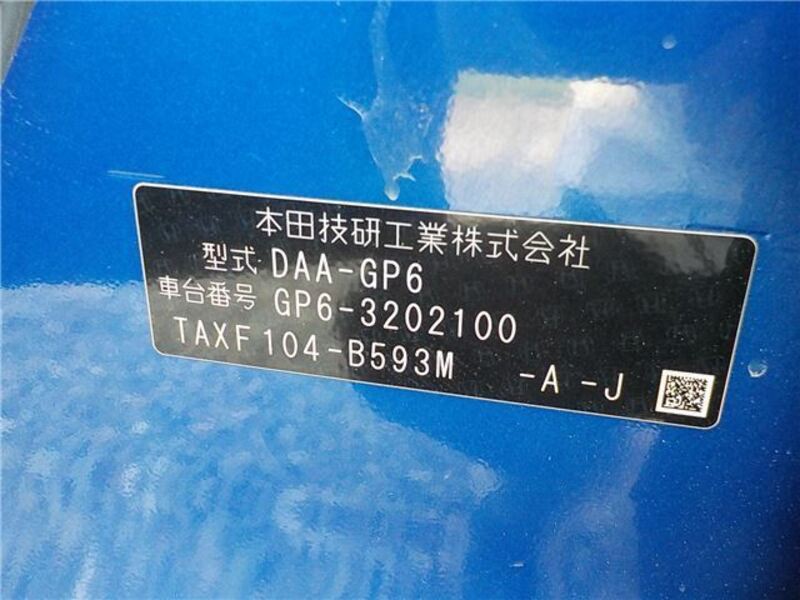 本田技研工業株式会社
型式 DAA-GP6
車台番号 GP6-3202100
TAXF104-B593M -A -J